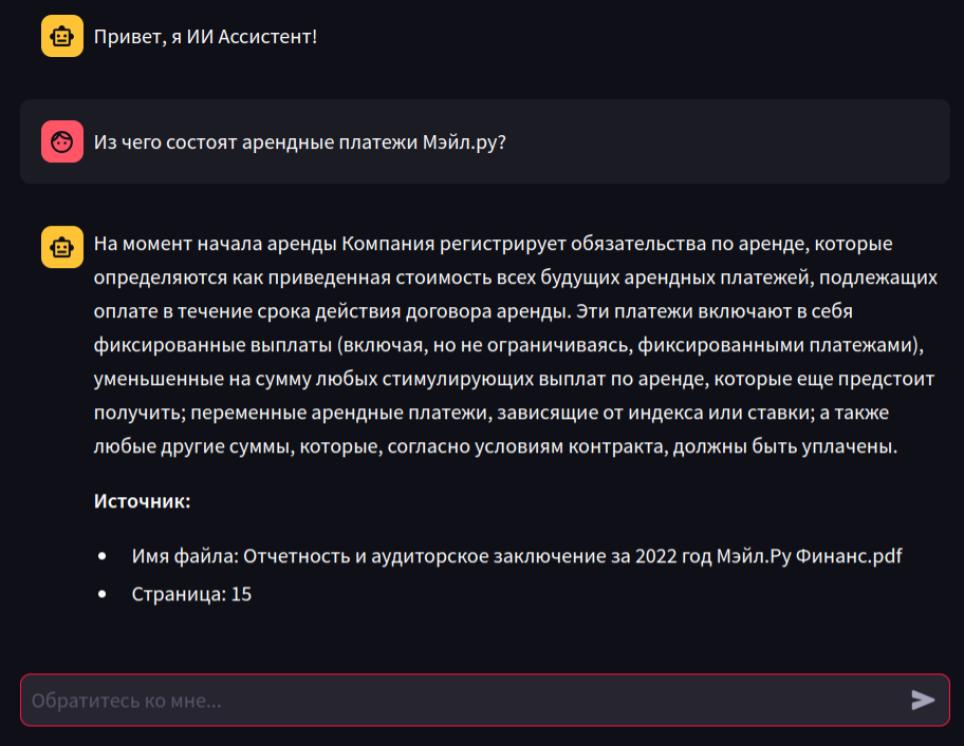 Привет, я ИИ Ассистент!
Из чего состоят арендные платежи Мэйл.ру?
На момент начала аренды Компания регистрирует обязательства по аренде, которые
определяются как приведенная стоимость всех будущих арендных платежей, подлежащих
оплате в течение срока действия договора аренды. Эти платежи включают в себя
фиксированные выплаты (включая, но не ограничиваясь, фиксированными платежами),
уменьшенные на сумму любых стимулирующих выплат по аренде, которые еще предстоит
получить; переменные арендные платежи, зависящие от индекса или ставки; а также
любые другие суммы, которые, согласно условиям контракта, должны быть уплачены.
Источник:
• Имя файла: Отчетность и аудиторское заключение за 2022 год Мэйл.Ру Финанс.pdf
• Страница: 15
Обратитесь ко мне...